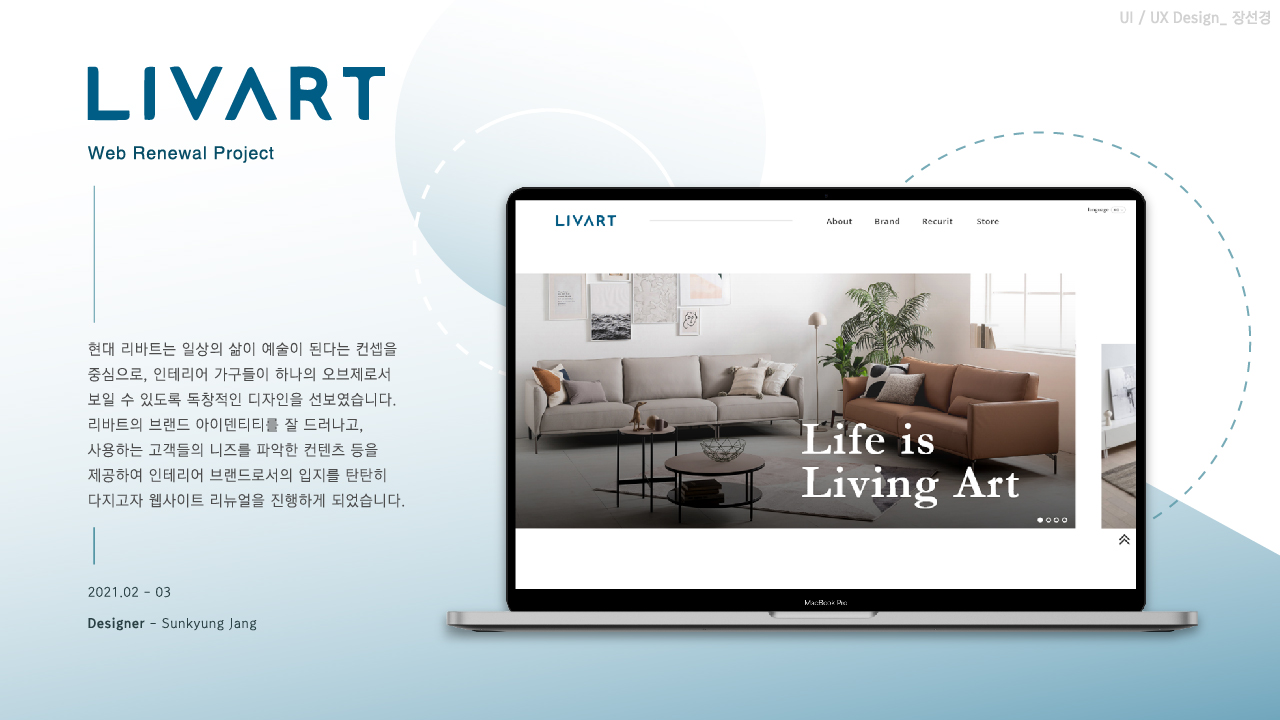 UI / UX Design_ 장선경
LIVART
Web Renewal Project
현대 리바트는 일상의 삶이 예술이 된다는 컨셉을
중심으로, 인테리어 가구들이 하나의 오브제로서
보일 수 있도록 독창적인 디자인을 선보였습니다.
리바트의 브랜드 아이덴티티를 잘 드러나고,
사용하는 고객들의 니즈를 파악한 컨텐츠 등을
제공하여 인테리어 브랜드로서의 입지를 탄탄히
다지고자 웹사이트 리뉴얼을 진행하게 되었습니다.
2021.02 - 03
Designer - Sunkyung Jang
language
LIVART
About Brand Recurit Store
Life is
Living Art
MacBook Pro